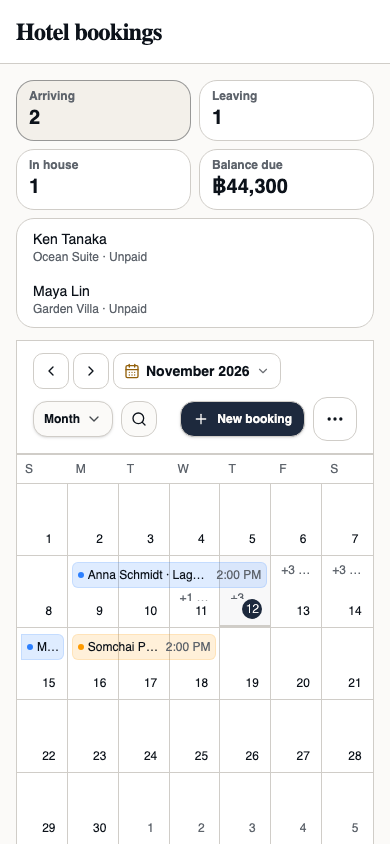 Hotel bookings
Arriving
2
Leaving
1
In house
1
Balance due
฿44,300
Ken Tanaka
Ocean Suite · Unpaid
Maya Lin
Garden Villa · Unpaid
November 2026
Month
+ New booking
S M T W T F S
1 2 3 4 5 6 7
Anna Schmidt · Lag… 2:00 PM
+3 … +3 …
+1 … +3
8 9 10 11 12 13 14
M… Somchai P… 2:00 PM
15 16 17 18 19 20 21
22 23 24 25 26 27 28
29 30 1 2 3 4 5